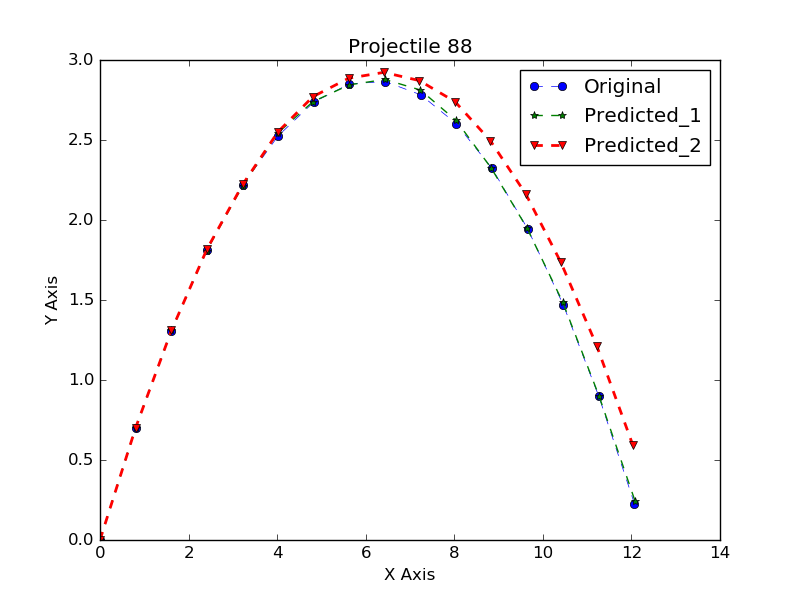 Projectile 88
3.0
2.5
2.0
1.5
1.0
0.5
0.0
Y Axis
Original
Predicted_1
Predicted_2
0 2 4 6 8 10 12 14
X Axis